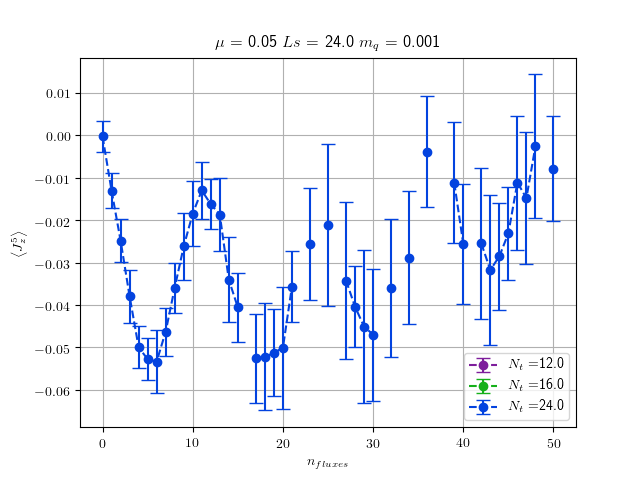 μ = 0.05 Ls = 24.0 m_q = 0.001
⟨J_z^5⟩
0.01
0.00
−0.01
−0.02
−0.03
−0.04
−0.05
−0.06
0 10 20 30 40 50
n_fluxes
N_t =12.0
N_t =16.0
N_t =24.0